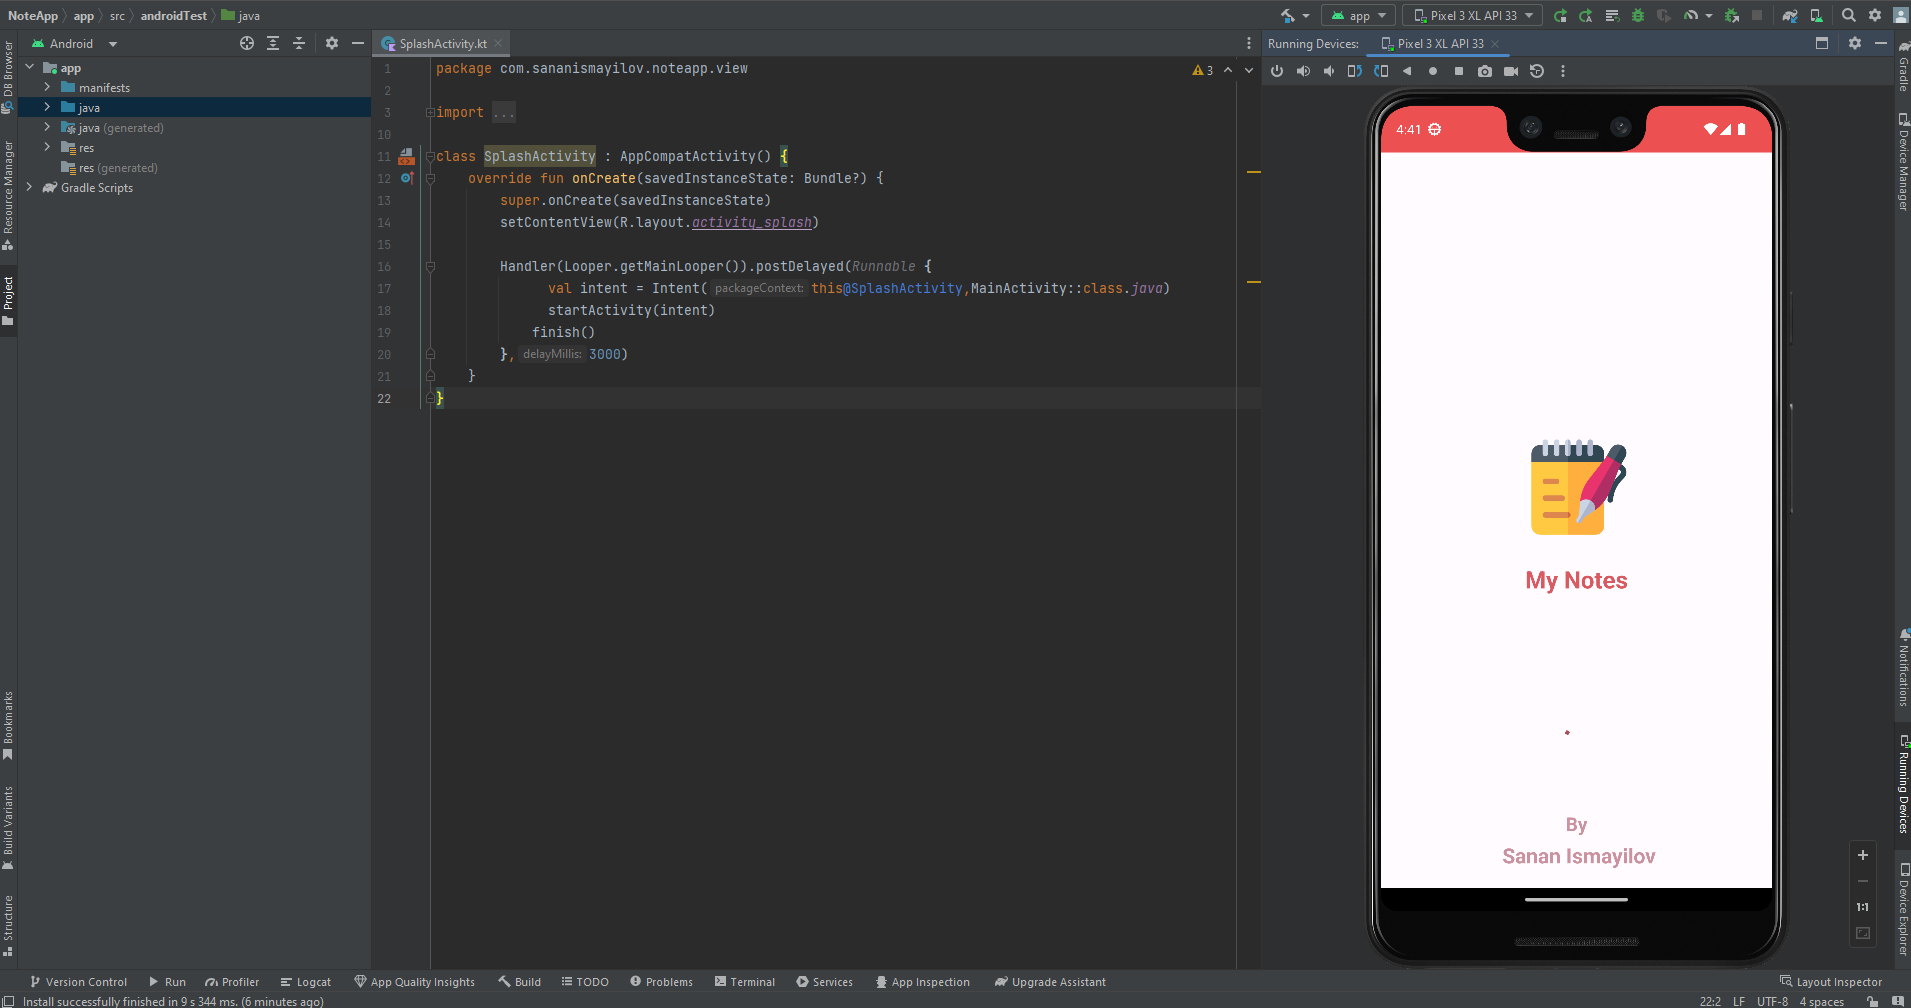 NoteApp app src androidTest java
app Pixel 3 XL API 33
Android
SplashActivity.kt
Running Devices: Pixel 3 XL API 33
app
manifests
java
java (generated)
res
res (generated)
Gradle Scripts
DB Browser
Resource Manager
Project
Bookmarks
Build Variants
Structure
1 package com.sananismayilov.noteapp.view
3
2
3 import ...
10
11 class SplashActivity : AppCompatActivity() {
12 override fun onCreate(savedInstanceState: Bundle?) {
13 super.onCreate(savedInstanceState)
14 setContentView(R.layout.activity_splash)
15
16 Handler(Looper.getMainLooper()).postDelayed(Runnable {
17 val intent = Intent( packageContext: this@SplashActivity,MainActivity::class.java)
18 startActivity(intent)
19 finish()
20 }, delayMillis: 3000)
21 }
22 }
4:41
My Notes
By
Sanan Ismayilov
1:1
Gradle
Device Manager
Notifications
Running Devices
Device Explorer
Version Control Run Profiler Logcat App Quality Insights Build TODO Problems Terminal Services App Inspection Upgrade Assistant Layout Inspector
Install successfully finished in 9 s 344 ms. (6 minutes ago) 22:2 LF UTF-8 4 spaces